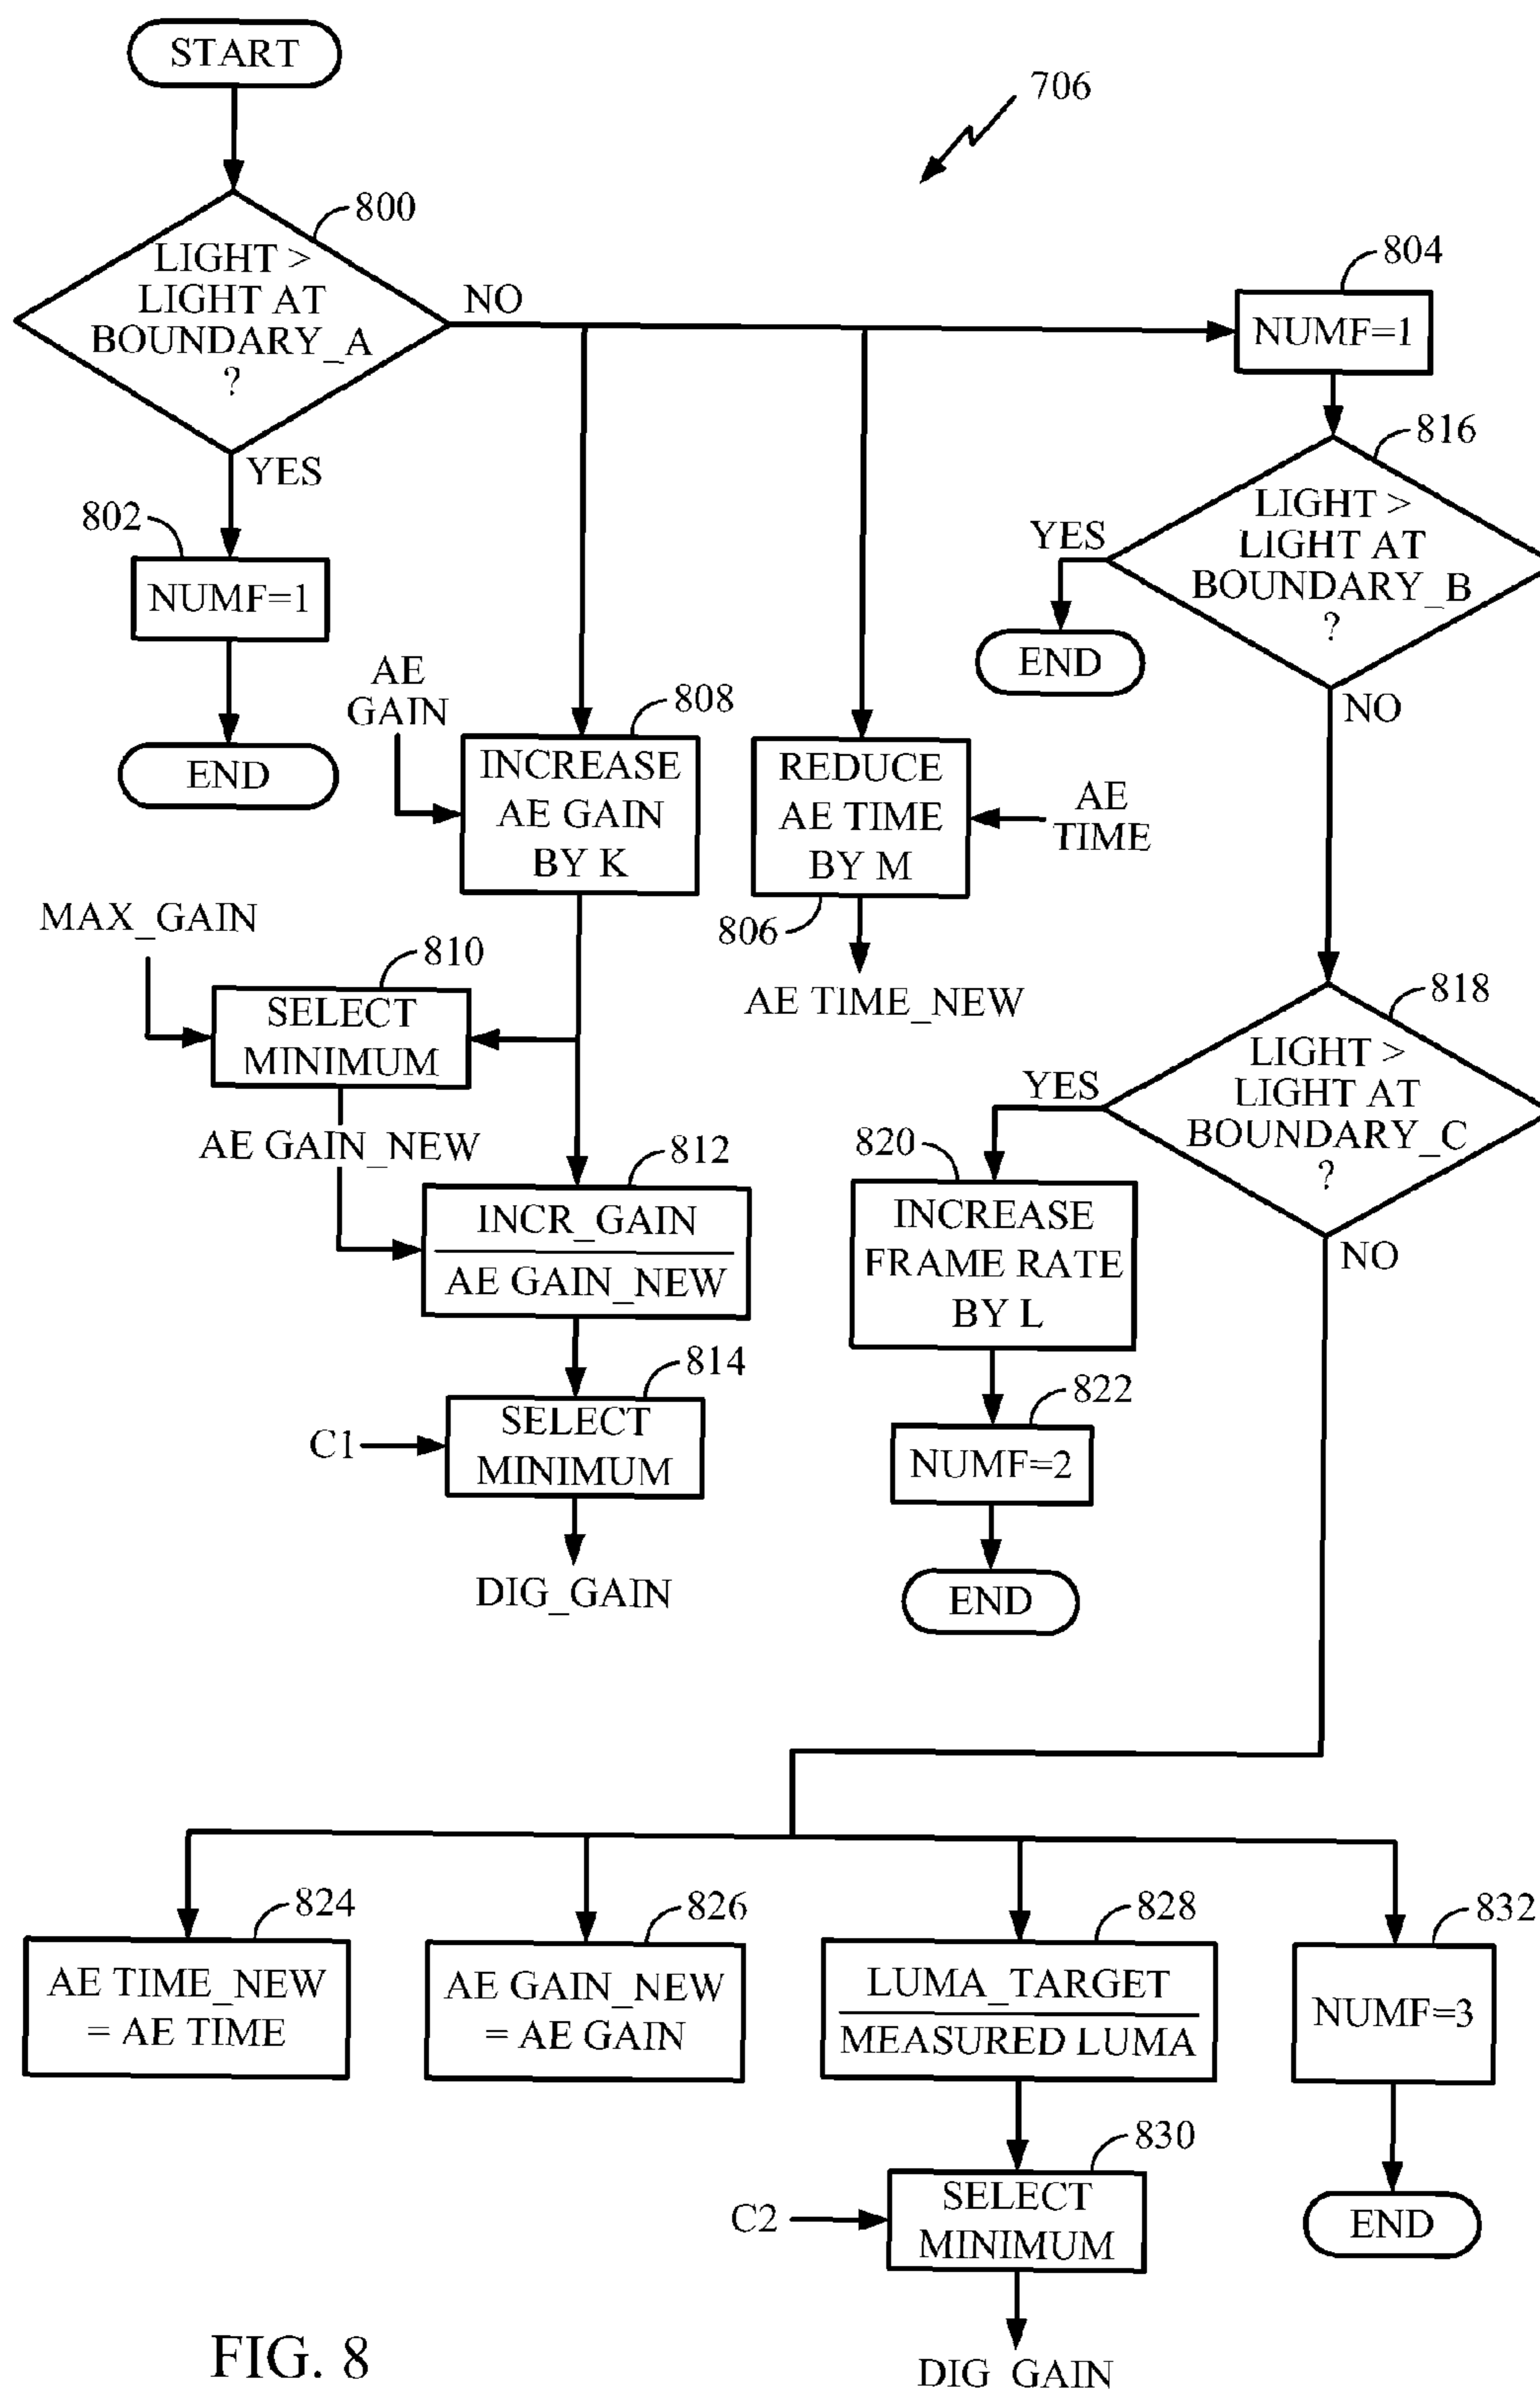 START
706
800
LIGHT >
LIGHT AT
BOUNDARY_A
?
NO
YES
802
NUMF=1
END
804
NUMF=1
816
LIGHT >
LIGHT AT
BOUNDARY_B
?
YES
END
NO
AE
GAIN
808
INCREASE
AE GAIN
BY K
REDUCE
AE TIME
BY M
AE
TIME
806
AE TIME_NEW
MAX_GAIN
810
SELECT
MINIMUM
AE GAIN_NEW
812
INCR_GAIN
AE GAIN_NEW
814
C1
SELECT
MINIMUM
DIG_GAIN
818
LIGHT >
LIGHT AT
BOUNDARY_C
?
YES
NO
820
INCREASE
FRAME RATE
BY L
822
NUMF=2
END
824
AE TIME_NEW
= AE TIME
826
AE GAIN_NEW
= AE GAIN
828
LUMA_TARGET
MEASURED LUMA
832
NUMF=3
END
830
C2
SELECT
MINIMUM
DIG_GAIN
FIG. 8